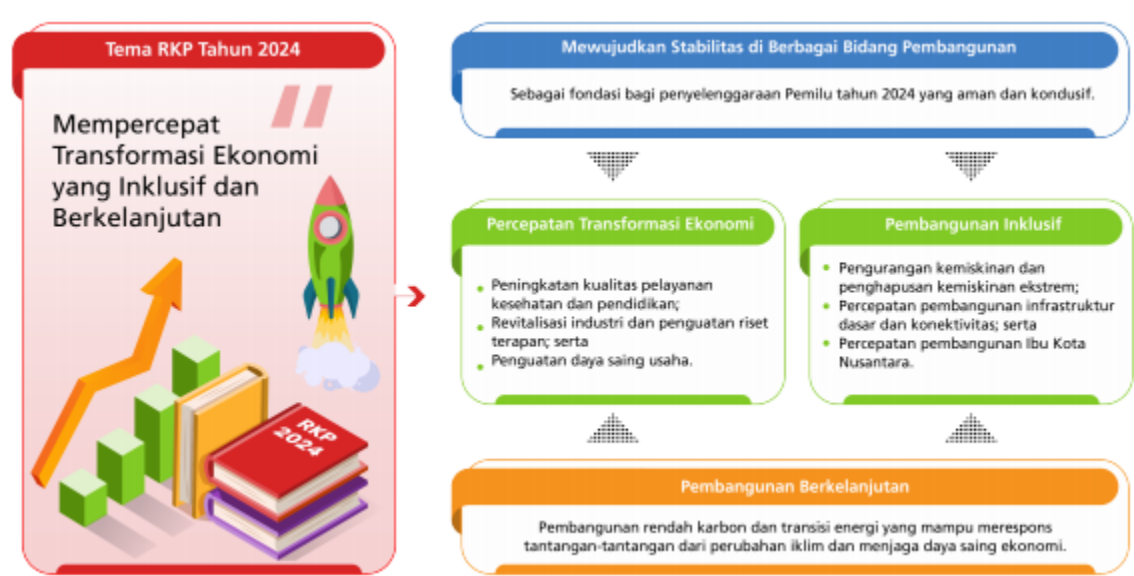 Tema RKP Tahun 2024
Mempercepat
Transformasi Ekonomi
yang Inklusif dan
Berkelanjutan
RKP
2024
Mewujudkan Stabilitas di Berbagai Bidang Pembangunan
Sebagai fondasi bagi penyelenggaraan Pemilu tahun 2024 yang aman dan kondusif.
Percepatan Transformasi Ekonomi
• Peningkatan kualitas pelayanan
kesehatan dan pendidikan;
• Revitalisasi industri dan penguatan riset
terapan; serta
• Penguatan daya saing usaha.
Pembangunan Inklusif
• Pengurangan kemiskinan dan
penghapusan kemiskinan ekstrem;
• Percepatan pembangunan infrastruktur
dasar dan konektivitas; serta
• Percepatan pembangunan Ibu Kota
Nusantara.
Pembangunan Berkelanjutan
Pembangunan rendah karbon dan transisi energi yang mampu merespons
tantangan-tantangan dari perubahan iklim dan menjaga daya saing ekonomi.